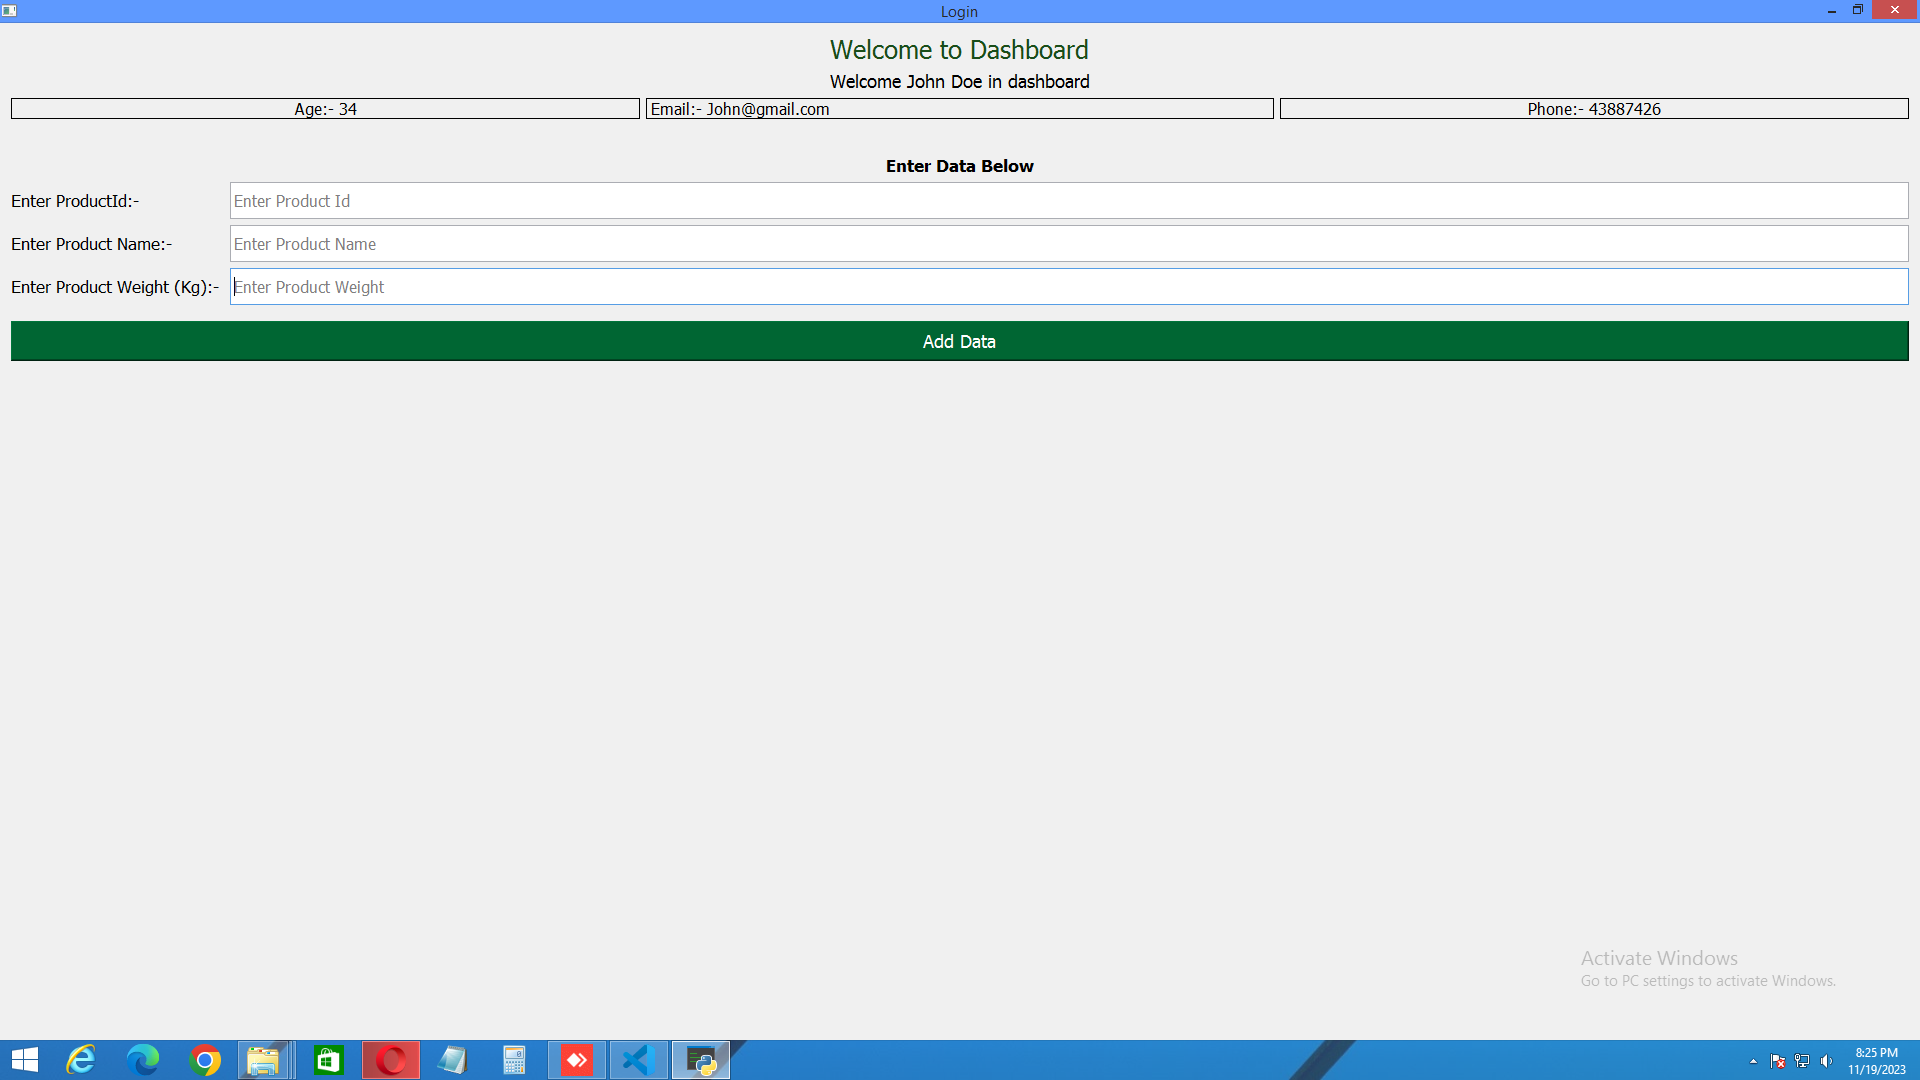 Login
Welcome to Dashboard
Welcome John Doe in dashboard
Age:- 34
Email:- John@gmail.com
Phone:- 43887426
Enter Data Below
Enter ProductId:-
Enter Product Id
Enter Product Name:-
Enter Product Name
Enter Product Weight (Kg):-
Enter Product Weight
Add Data
Activate Windows
Go to PC settings to activate Windows.
8:25 PM
11/19/2023